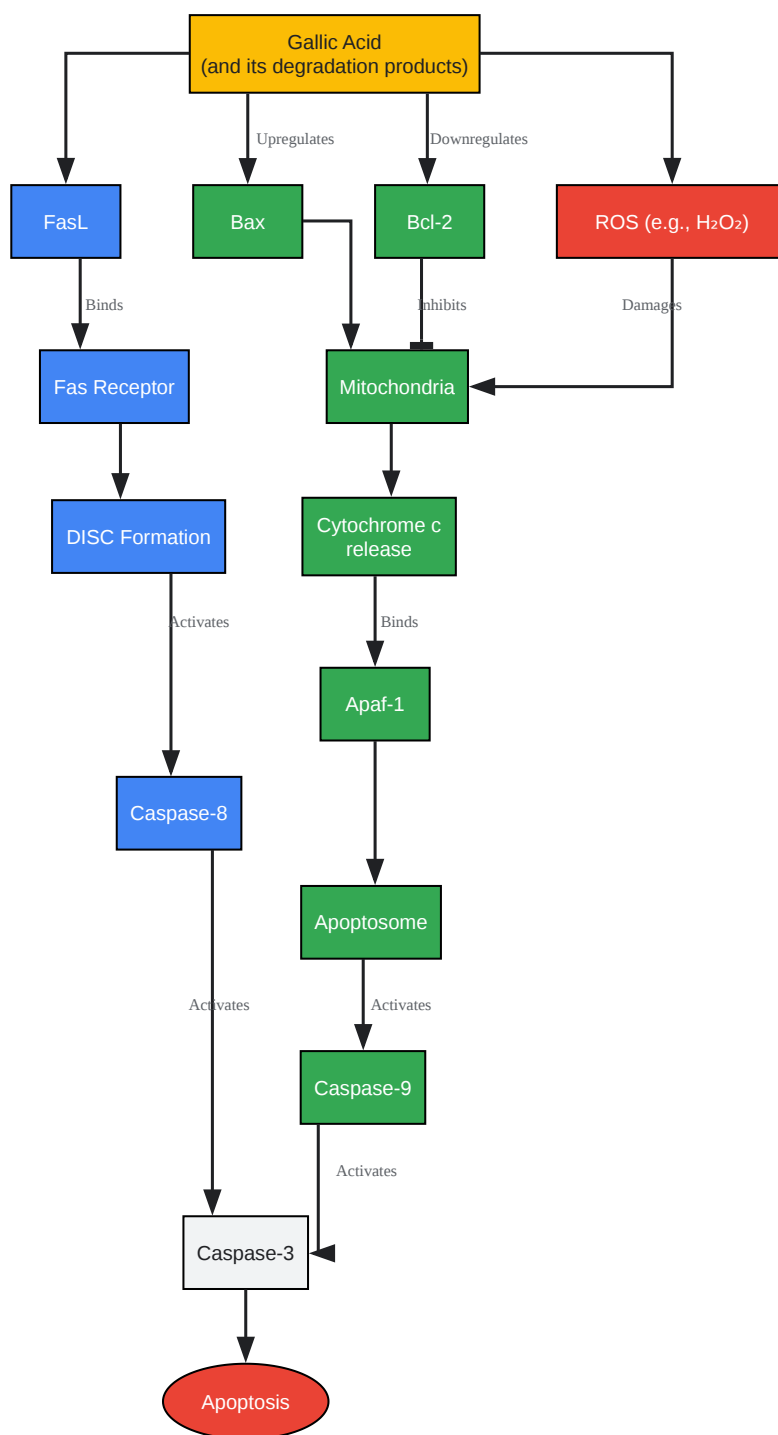 Gallic Acid
(and its degradation products)
Upregulates
Downregulates
FasL
Bax
Bcl-2
ROS (e.g., H₂O₂)
Binds
Inhibits
Damages
Fas Receptor
Mitochondria
DISC Formation
Cytochrome c
release
Activates
Binds
Apaf-1
Caspase-8
Apoptosome
Activates
Activates
Caspase-9
Activates
Caspase-3
Apoptosis